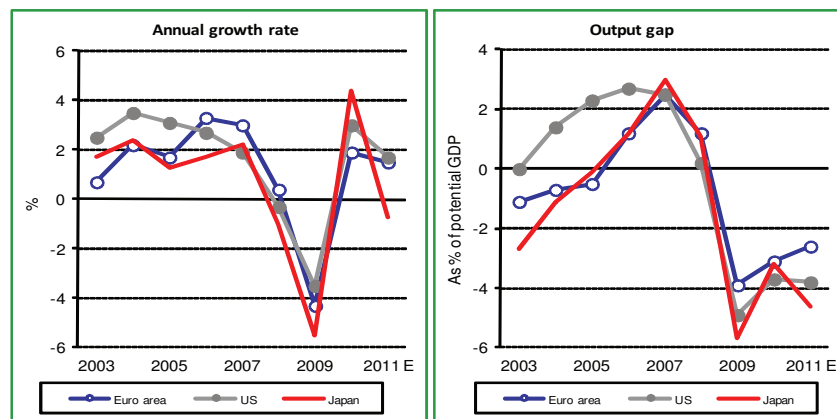 Annual growth rate
6
4
2
0
-2
-4
-6
%
2003 2005 2007 2009 2011 E
Euro area US Japan
Output gap
4
2
0
-2
-4
-6
As % of potential GDP
2003 2005 2007 2009 2011 E
Euro area US Japan